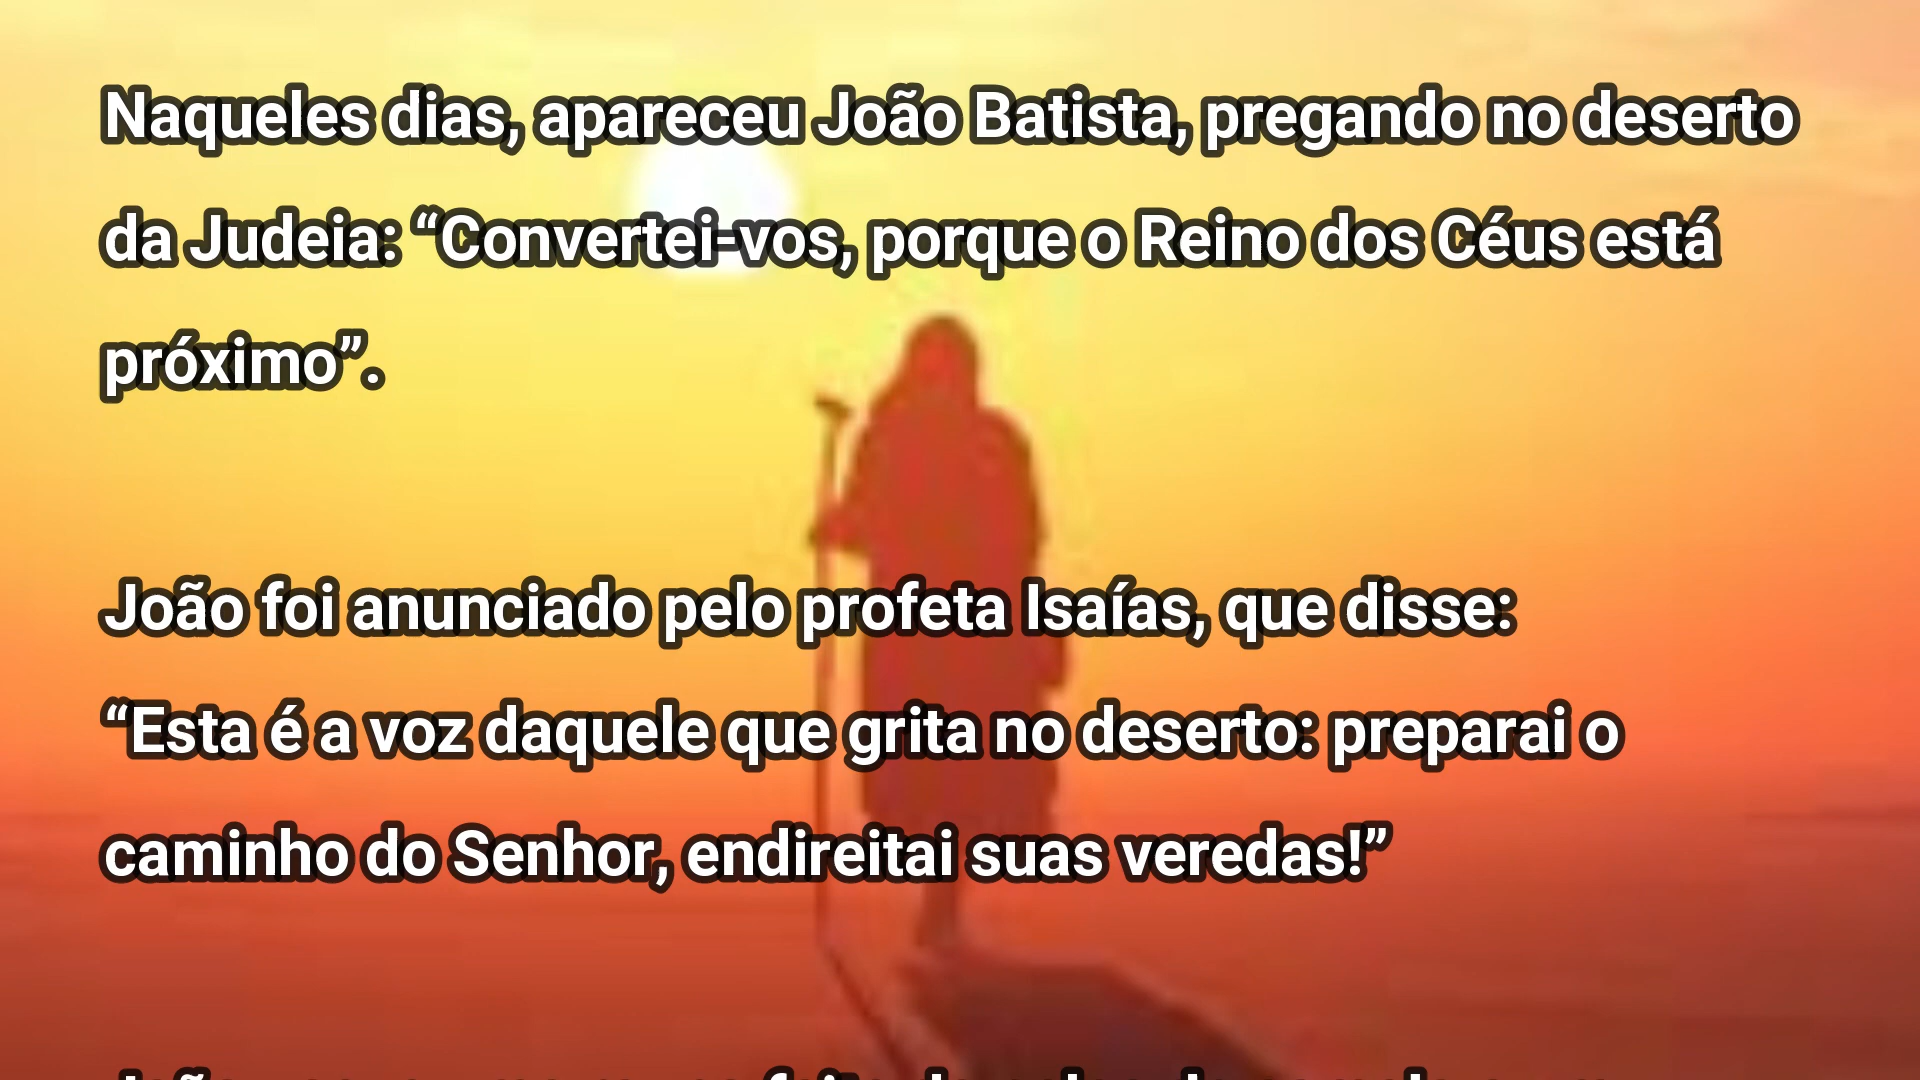 Naqueles dias, apareceu João Batista, pregando no deserto
da Judeia: “Convertei-vos, porque o Reino dos Céus está
próximo”.
João foi anunciado pelo profeta Isaías, que disse:
“Esta é a voz daquele que grita no deserto: preparai o
caminho do Senhor, endireitai suas veredas!”